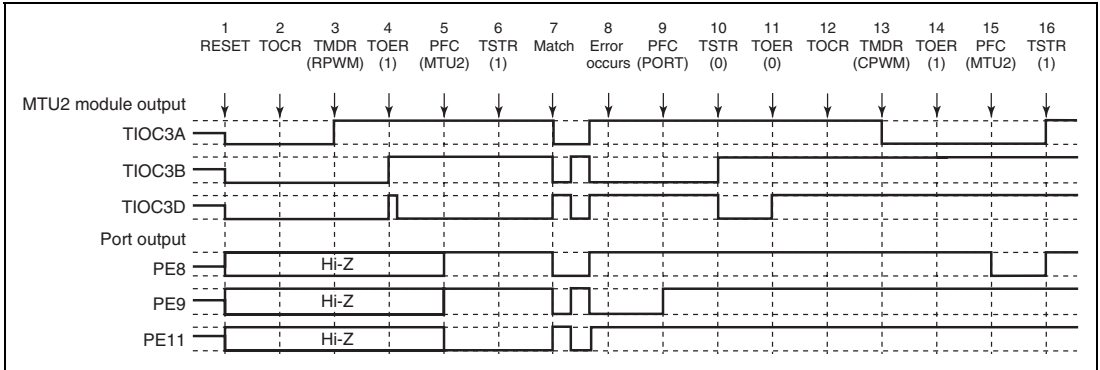 1 2 3 4 5 6 7 8 9 10 11 12 13 14 15 16
RESET TOCR TMDR TOER PFC TSTR Match Error PFC TSTR TOER TOCR TMDR TOER PFC TSTR
(RPWM) (1) (MTU2) (1) occurs (PORT) (0) (0) (CPWM) (1) (MTU2) (1)
MTU2 module output
TIOC3A
TIOC3B
TIOC3D
Port output
PE8 Hi-Z
PE9 Hi-Z
PE11 Hi-Z